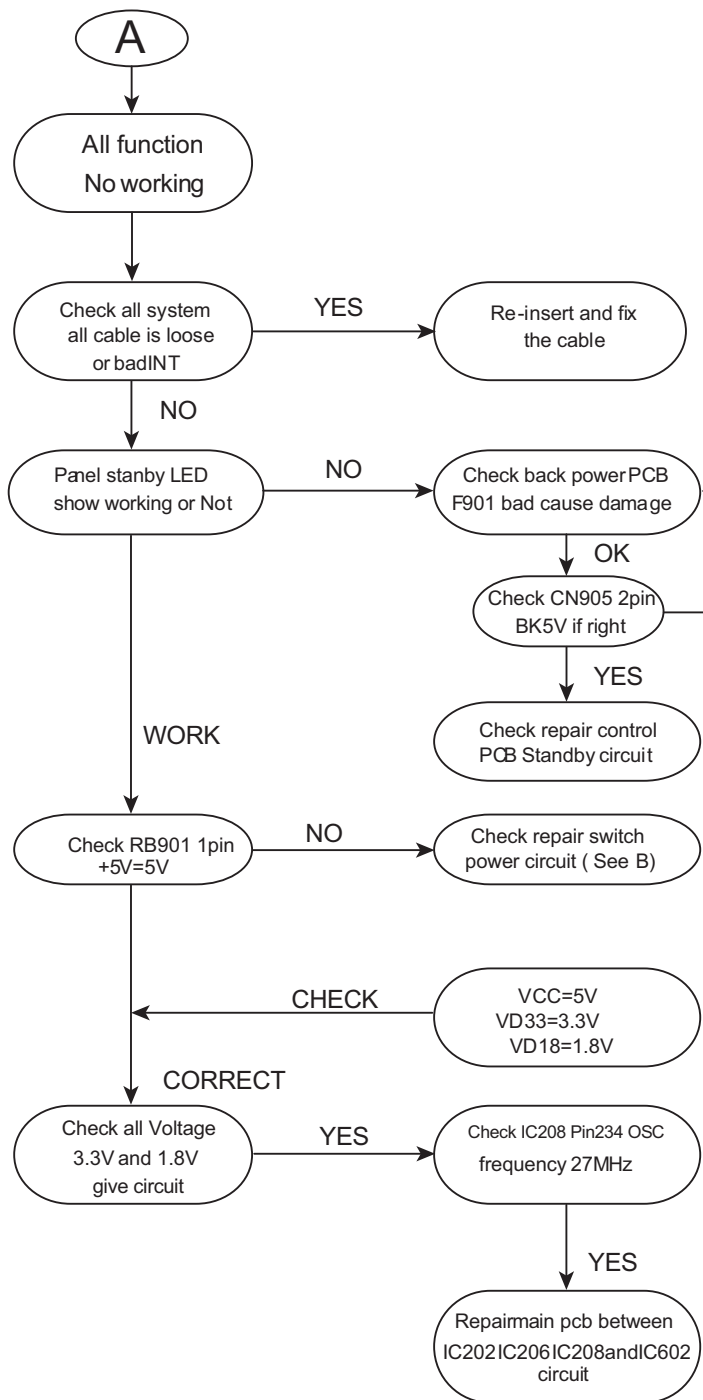 A
All function
No working
Check all system
all cable is loose
or badINT
YES
Re-insert and fix
the cable
NO
Panel stanby LED
show working or Not
NO
Check back power PCB
F901 bad cause damage
OK
Check CN905 2pin
BK5V if right
YES
Check repair control
PCB Standby circuit
WORK
Check RB901 1pin
+5V=5V
NO
Check repair switch
power circuit ( See B)
CHECK
VCC=5V
VD33=3.3V
VD18=1.8V
CORRECT
Check all Voltage
3.3V and 1.8V
give circuit
YES
Check IC208 Pin234 OSC
frequency 27MHz
YES
Repairmain pcb between
IC202IC206IC208andIC602
circuit